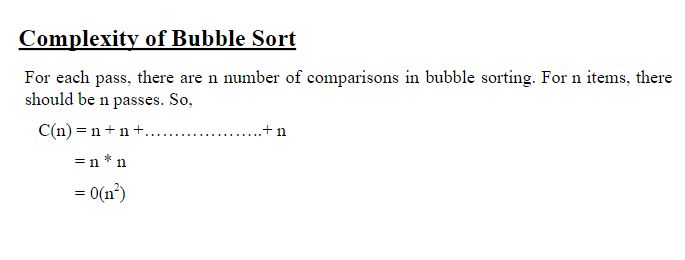 Complexity of Bubble Sort
For each pass, there are n number of comparisons in bubble sorting. For n items, there
should be n passes. So,
C(n) = n + n +.....................+ n
= n * n
= 0(n²)